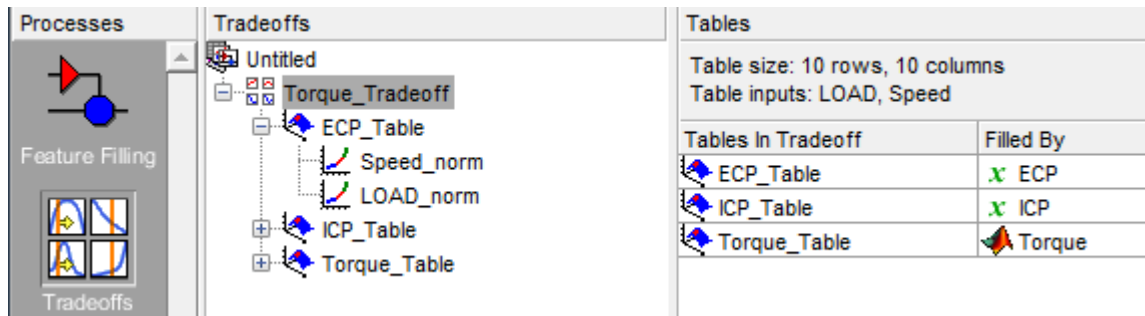 Processes
Feature Filling
Tradeoffs
Tradeoffs
Untitled
Torque_Tradeoff
ECP_Table
Speed_norm
LOAD_norm
ICP_Table
Torque_Table
Tables
Table size: 10 rows, 10 columns
Table inputs: LOAD, Speed
Tables In Tradeoff Filled By
ECP_Table x ECP
ICP_Table x ICP
Torque_Table Torque